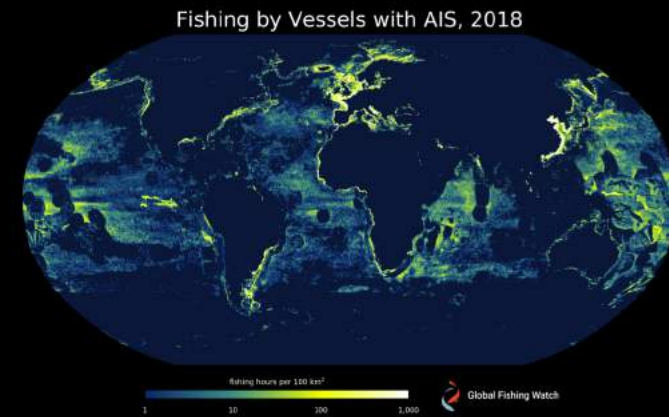 Fishing by Vessels with AIS, 2018
fishing hours per 100 km²
1 10 100 1,000
Global Fishing Watch